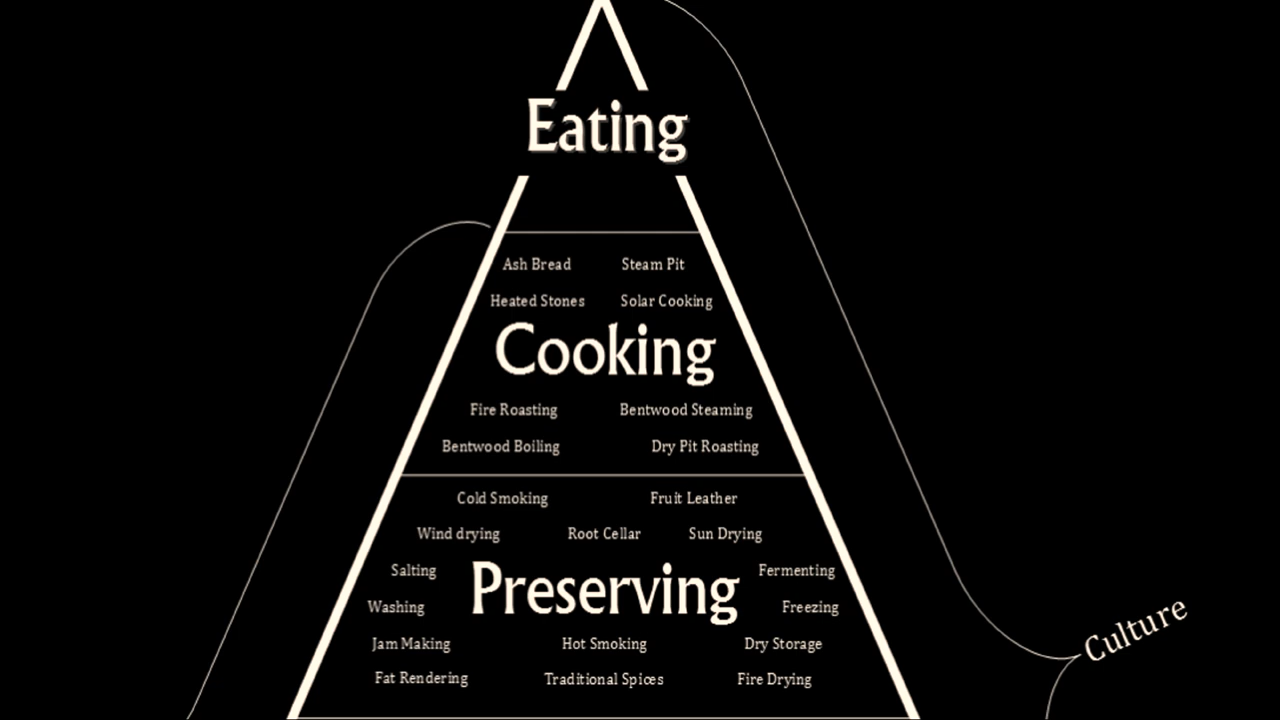 Eating
Ash Bread Steam Pit
Heated Stones Solar Cooking
Cooking
Fire Roasting Bentwood Steaming
Bentwood Boiling Dry Pit Roasting
Cold Smoking Fruit Leather
Wind drying Root Cellar Sun Drying
Salting Fermenting
Preserving
Washing Freezing
Jam Making Hot Smoking Dry Storage
Fat Rendering Traditional Spices Fire Drying
Culture